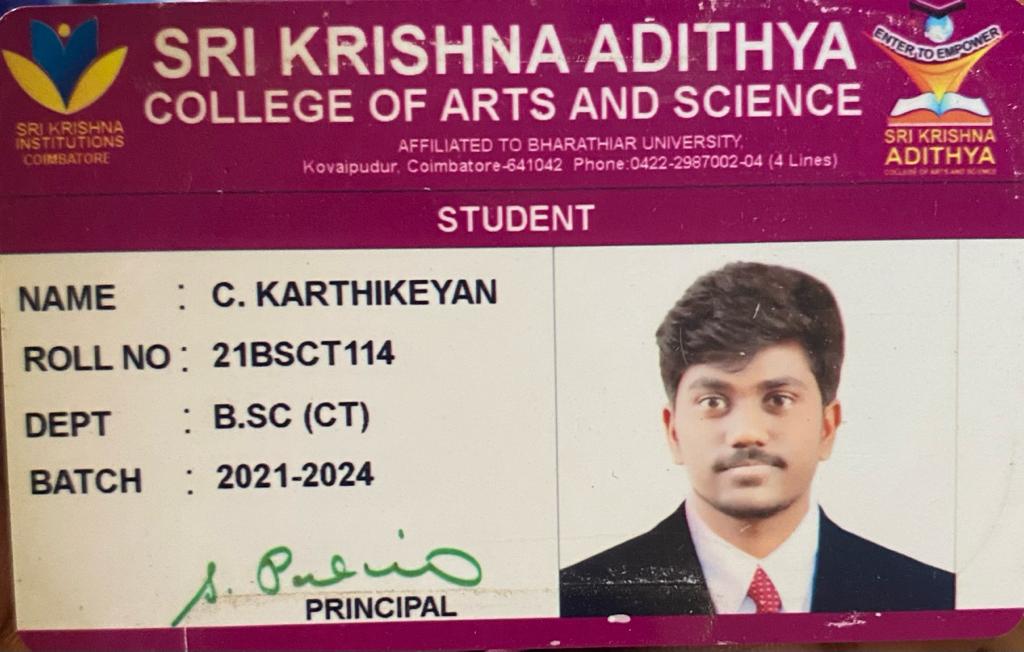 SRI KRISHNA ADITHYA
COLLEGE OF ARTS AND SCIENCE
AFFILIATED TO BHARATHIAR UNIVERSITY,
Kovaipudur, Coimbatore-641042 Phone:0422-2987002-04 (4 Lines)
SRI KRISHNA
INSTITUTIONS
COIMBATORE
ENTER TO EMPOWER
SRI KRISHNA
ADITHYA
COLLEGE OF ARTS AND SCIENCE
STUDENT
NAME : C. KARTHIKEYAN
ROLL NO : 21BSCT114
DEPT : B.SC (CT)
BATCH : 2021-2024
PRINCIPAL